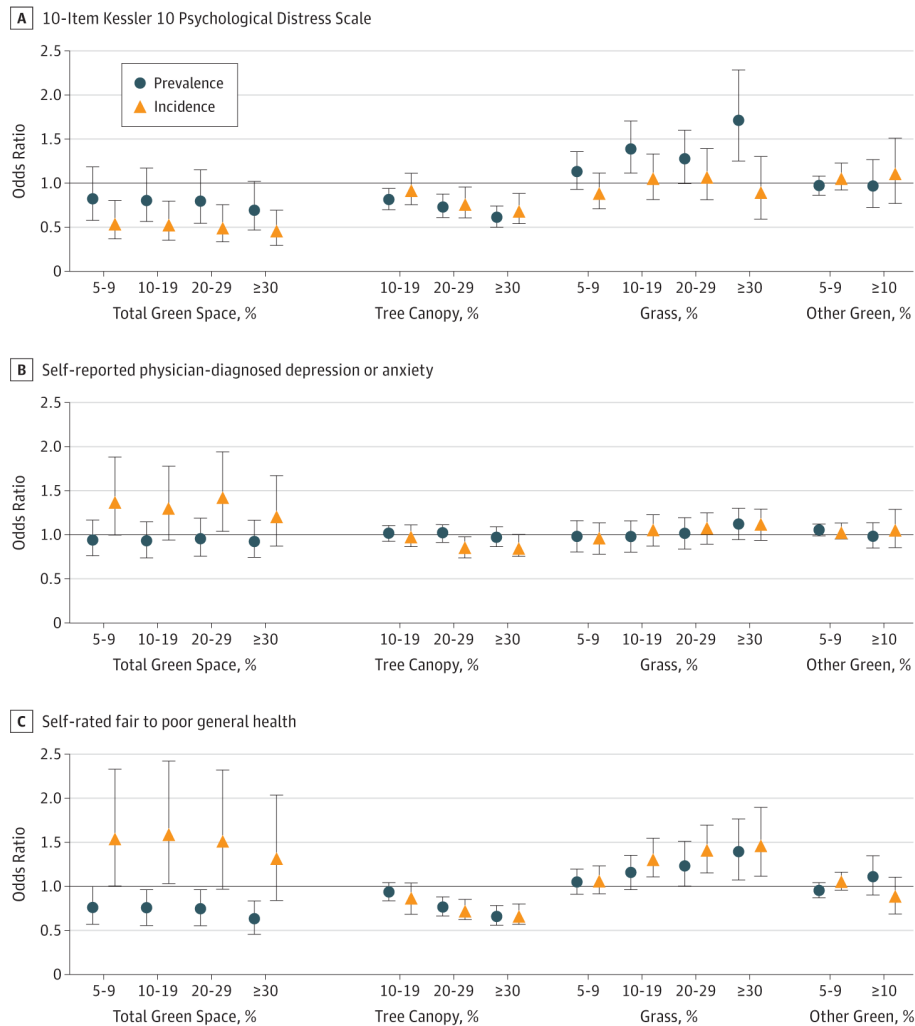 A 10-Item Kessler 10 Psychological Distress Scale
2.5
Prevalence
Incidence
2.0
1.5
1.0
0.5
0
Odds Ratio
5-9 10-19 20-29 ≥30 10-19 20-29 ≥30 5-9 10-19 20-29 ≥30 5-9 ≥10
Total Green Space, % Tree Canopy, % Grass, % Other Green, %
B Self-reported physician-diagnosed depression or anxiety
2.5
2.0
1.5
1.0
0.5
0
Odds Ratio
5-9 10-19 20-29 ≥30 10-19 20-29 ≥30 5-9 10-19 20-29 ≥30 5-9 ≥10
Total Green Space, % Tree Canopy, % Grass, % Other Green, %
C Self-rated fair to poor general health
2.5
2.0
1.5
1.0
0.5
0
Odds Ratio
5-9 10-19 20-29 ≥30 10-19 20-29 ≥30 5-9 10-19 20-29 ≥30 5-9 ≥10
Total Green Space, % Tree Canopy, % Grass, % Other Green, %